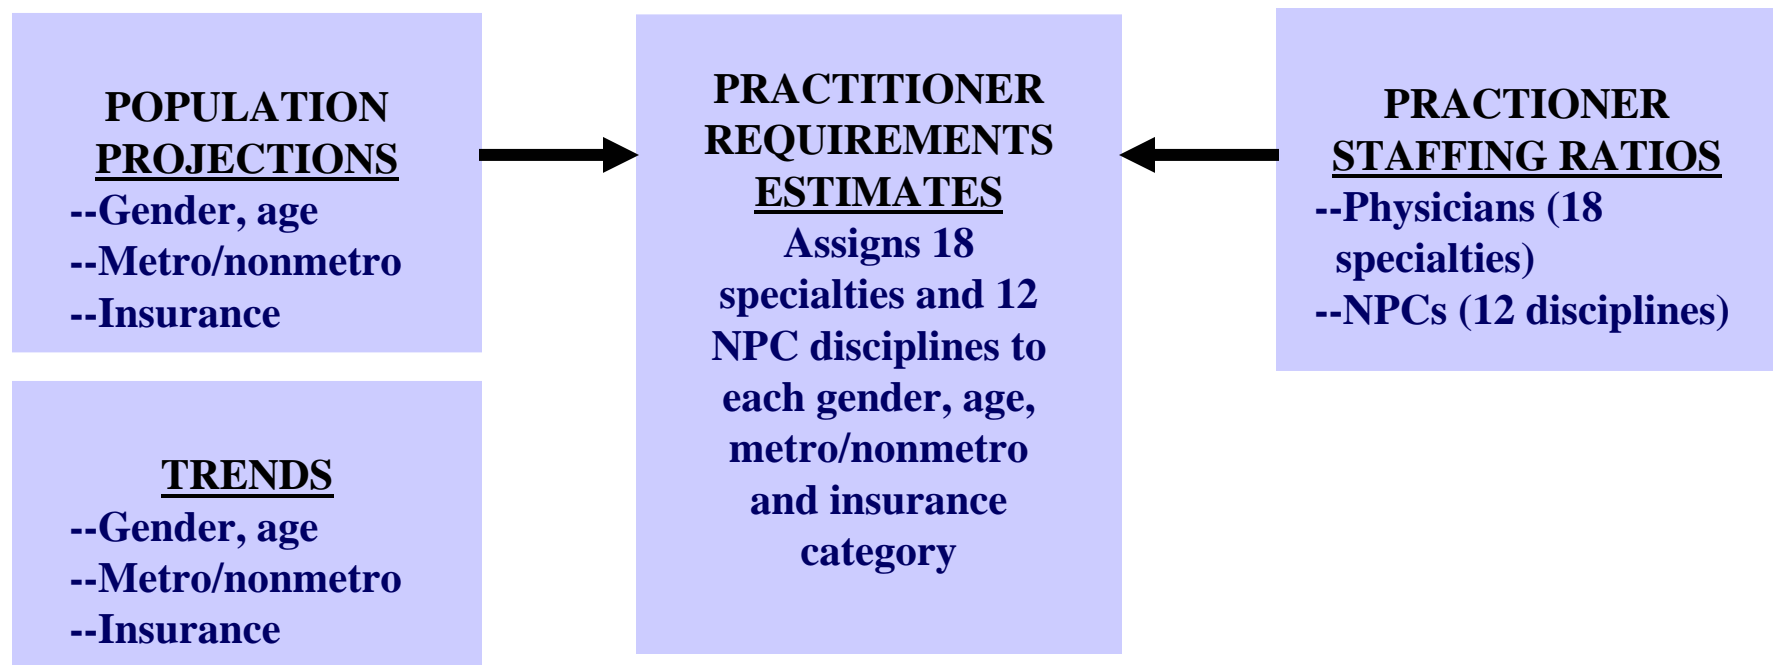 POPULATION
PROJECTIONS
--Gender, age
--Metro/nonmetro
--Insurance
TRENDS
--Gender, age
--Metro/nonmetro
--Insurance
PRACTITIONER
REQUIREMENTS
ESTIMATES
Assigns 18
specialties and 12
NPC disciplines to
each gender, age,
metro/nonmetro
and insurance
category
PRACTIONER
STAFFING RATIOS
--Physicians (18
specialties)
--NPCs (12 disciplines)